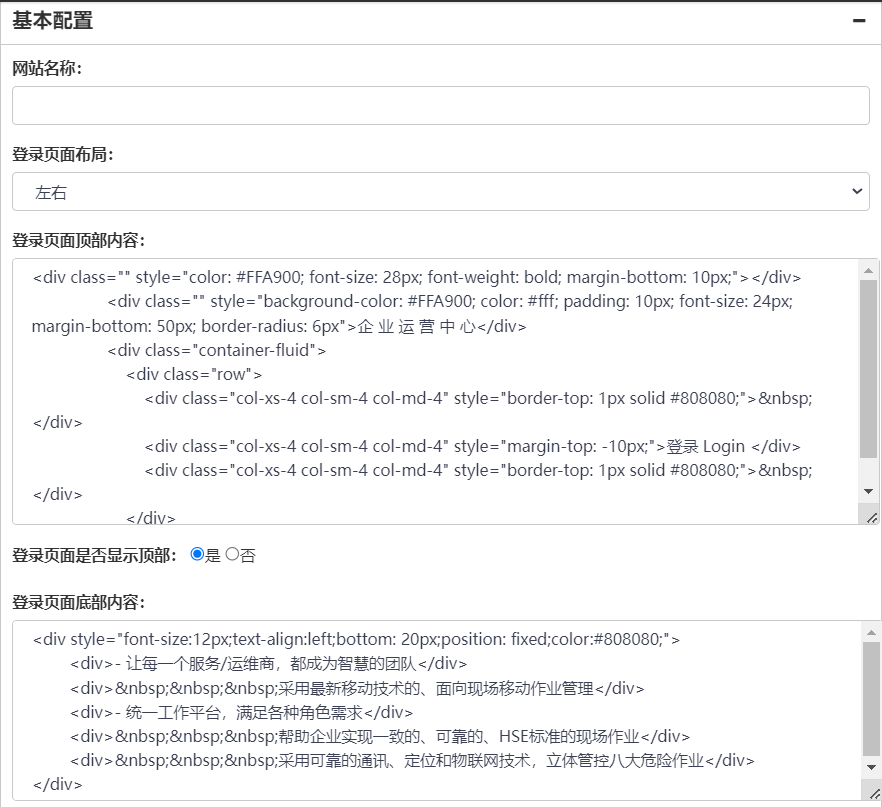 基本配置
网站名称：
登录页面布局：
左右
登录页面顶部内容：
<div class="" style="color: #FFA900; font-size: 28px; font-weight: bold; margin-bottom: 10px;"></div>
<div class="" style="background-color: #FFA900; color: #fff; padding: 10px; font-size: 24px;
margin-bottom: 50px; border-radius: 6px">企 业 运 营 中 心</div>
<div class="container-fluid">
<div class="row">
<div class="col-xs-4 col-sm-4 col-md-4" style="border-top: 1px solid #808080;">&nbsp;
</div>
<div class="col-xs-4 col-sm-4 col-md-4" style="margin-top: -10px;">登录 Login </div>
<div class="col-xs-4 col-sm-4 col-md-4" style="border-top: 1px solid #808080;">&nbsp;
</div>
</div>
登录页面是否显示顶部： 是 否
登录页面底部内容：
<div style="font-size:12px;text-align:left;bottom: 20px;position: fixed;color:#808080;">
<div>- 让每一个服务/运维商，都成为智慧的团队</div>
<div>&nbsp;&nbsp;&nbsp;采用最新移动技术的、面向现场移动作业管理</div>
<div>- 统一工作平台，满足各种角色需求</div>
<div>&nbsp;&nbsp;&nbsp;帮助企业实现一致的、可靠的、HSE标准的现场作业</div>
<div>&nbsp;&nbsp;&nbsp;采用可靠的通讯、定位和物联网技术，立体管控八大危险作业</div>
</div>